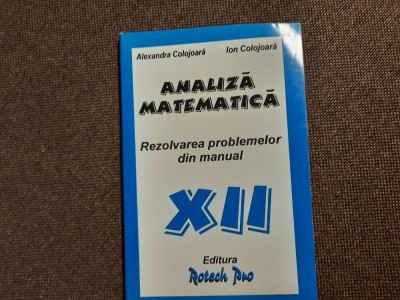 Alexandra Colojoară Ion Colojoară
ANALIZĂ
MATEMATICĂ
Rezolvarea problemelor
din manual
XII
Editura
Rotech Pro